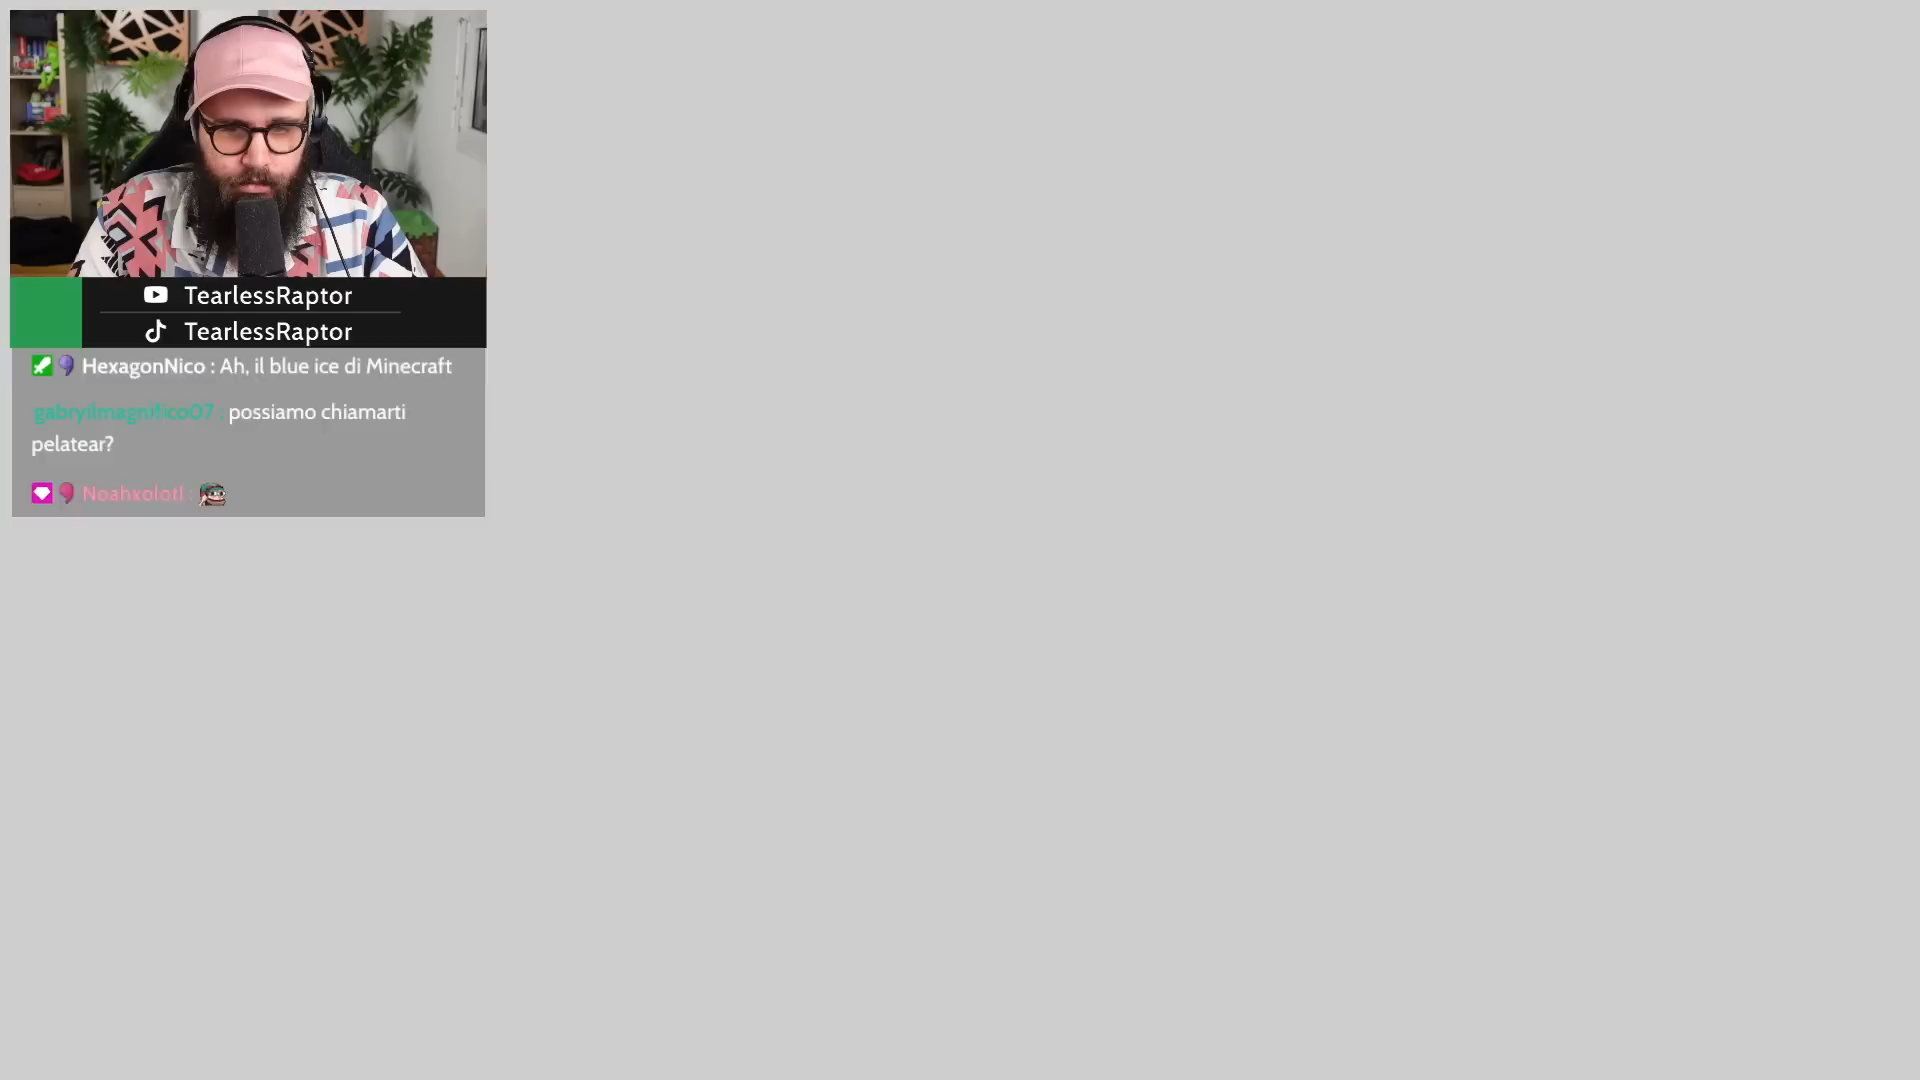 TearlessRaptor
TearlessRaptor
HexagonNico : Ah, il blue ice di Minecraft
gabryilmagnifico07 : possiamo chiamarti
pelatear?
Noahxolotl :